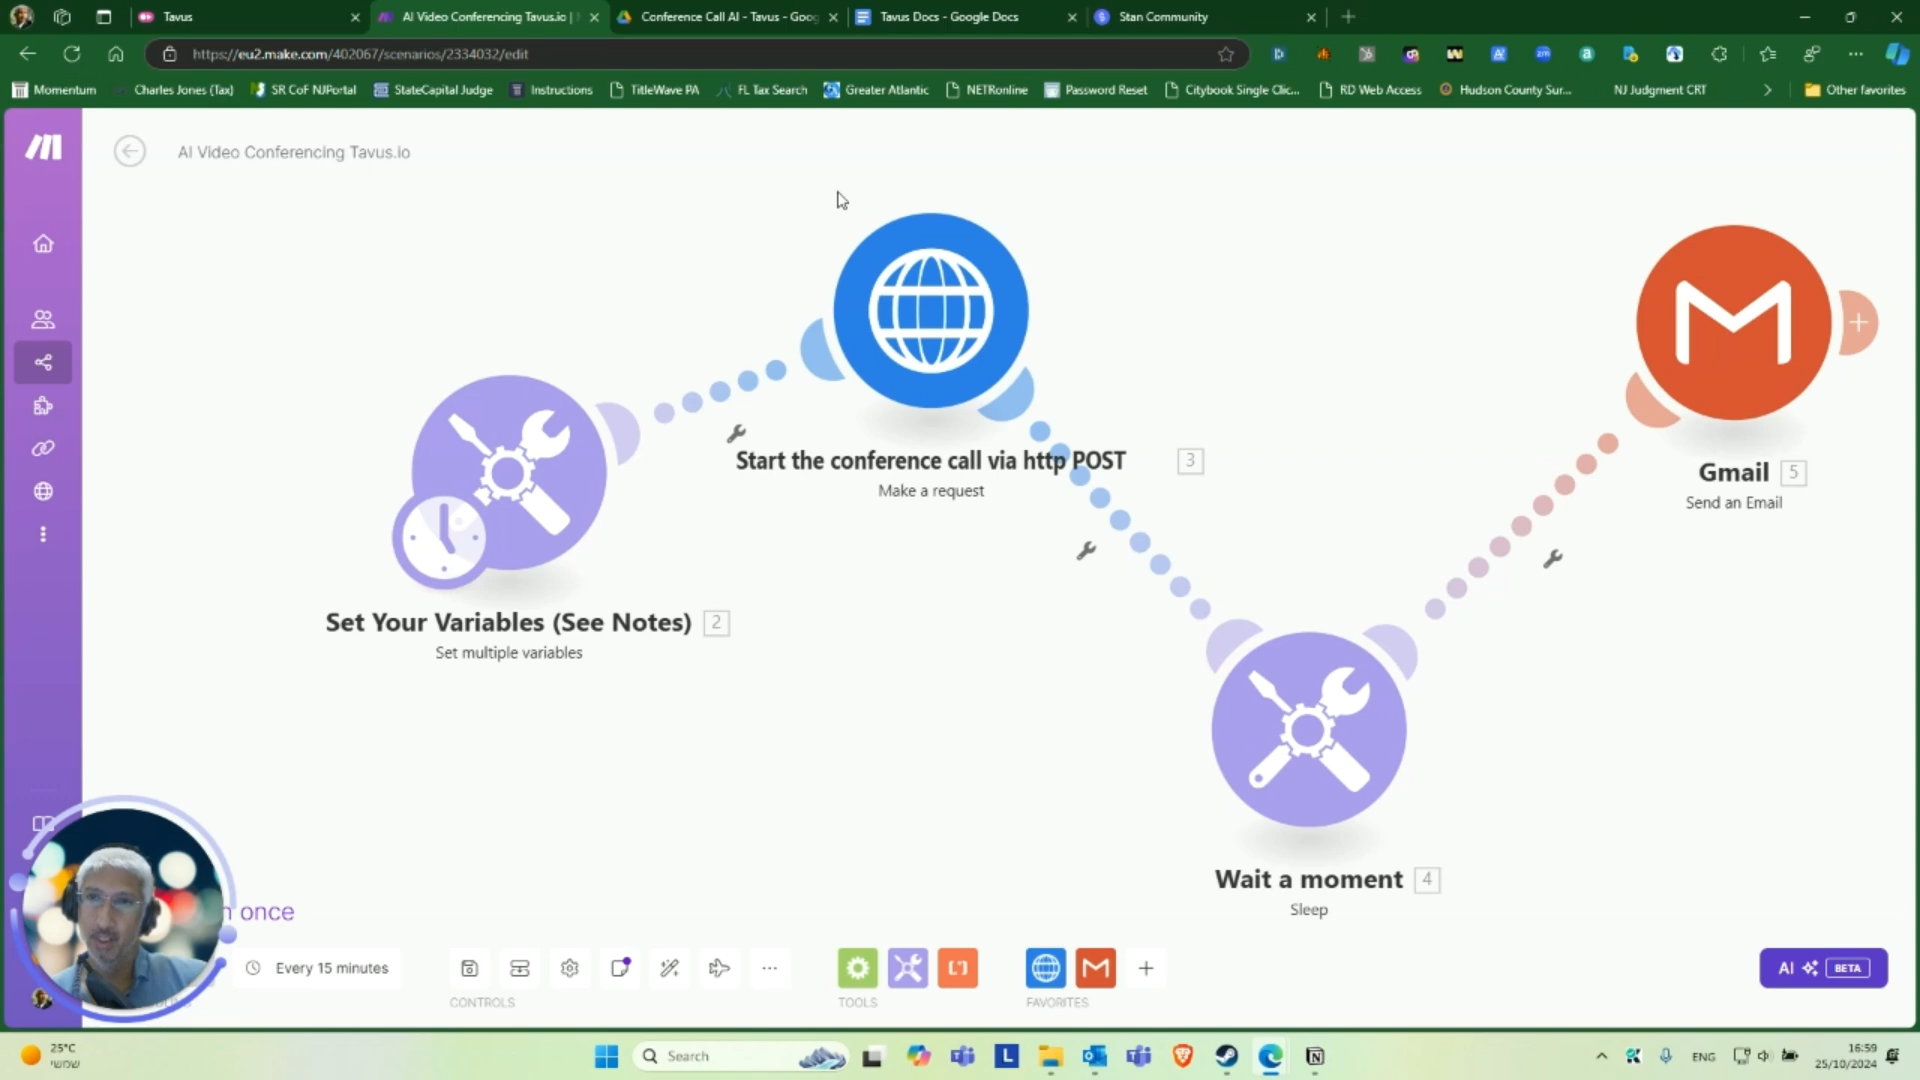 Tavus
AI Video Conferencing Tavus.io |
Conference Call AI - Tavus - Goog
Tavus Docs - Google Docs
Stan Community
https://eu2.make.com/402067/scenarios/2334032/edit
Momentum
Charles Jones (Tax)
SR CoF NJPortal
StateCapital Judge
Instructions
TitleWave PA
FL Tax Search
Greater Atlantic
NETRonline
Password Reset
Citybook Single Clic...
RD Web Access
Hudson County Sur...
NJ Judgment CRT
Other favorites
AI Video Conferencing Tavus.io
Start the conference call via http POST
3
Make a request
Gmail
5
Send an Email
Set Your Variables (See Notes)
2
Set multiple variables
Wait a moment
4
Sleep
once
Every 15 minutes
CONTROLS
TOOLS
FAVORITES
AI
BETA
25°C
שמשי
Search
ENG
16:59
25/10/2024